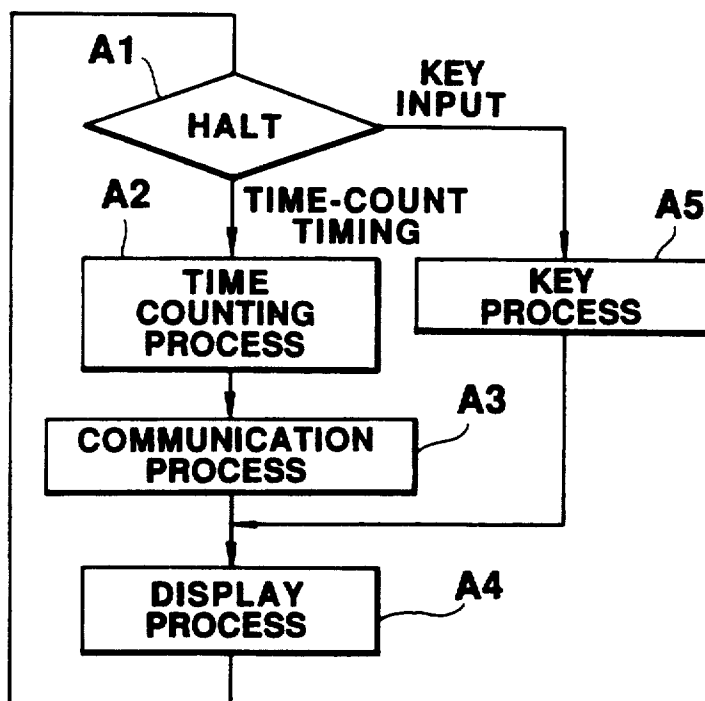 A1
HALT
KEY
INPUT
TIME-COUNT
TIMING
A2
TIME
COUNTING
PROCESS
A5
KEY
PROCESS
A3
COMMUNICATION
PROCESS
A4
DISPLAY
PROCESS